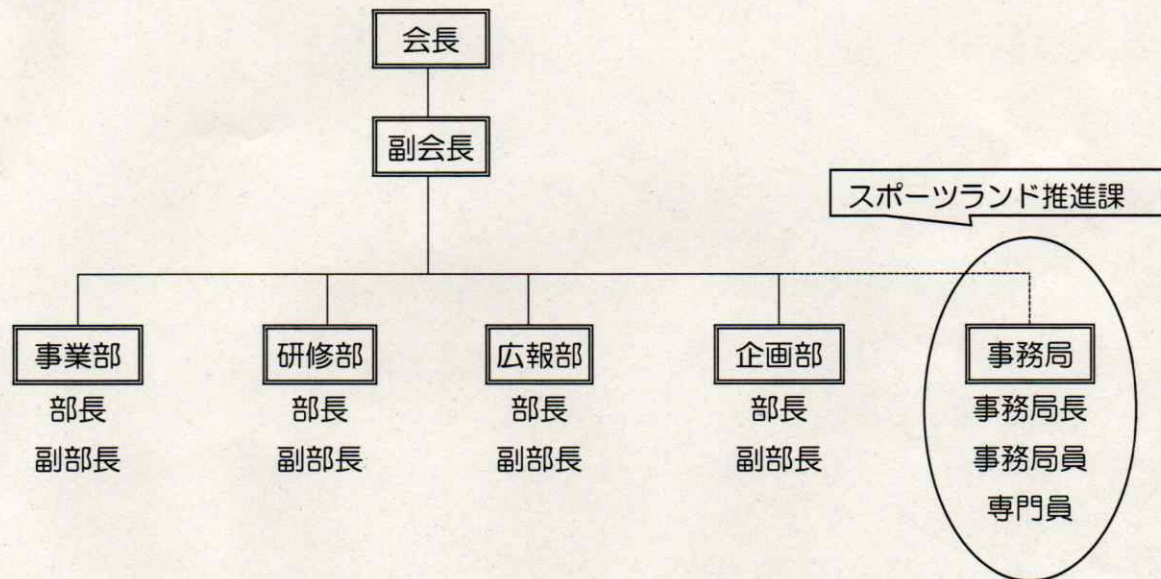 会長
副会長
スポーツランド推進課
事業部
部長
副部長
研修部
部長
副部長
広報部
部長
副部長
企画部
部長
副部長
事務局
事務局長
事務局員
専門員